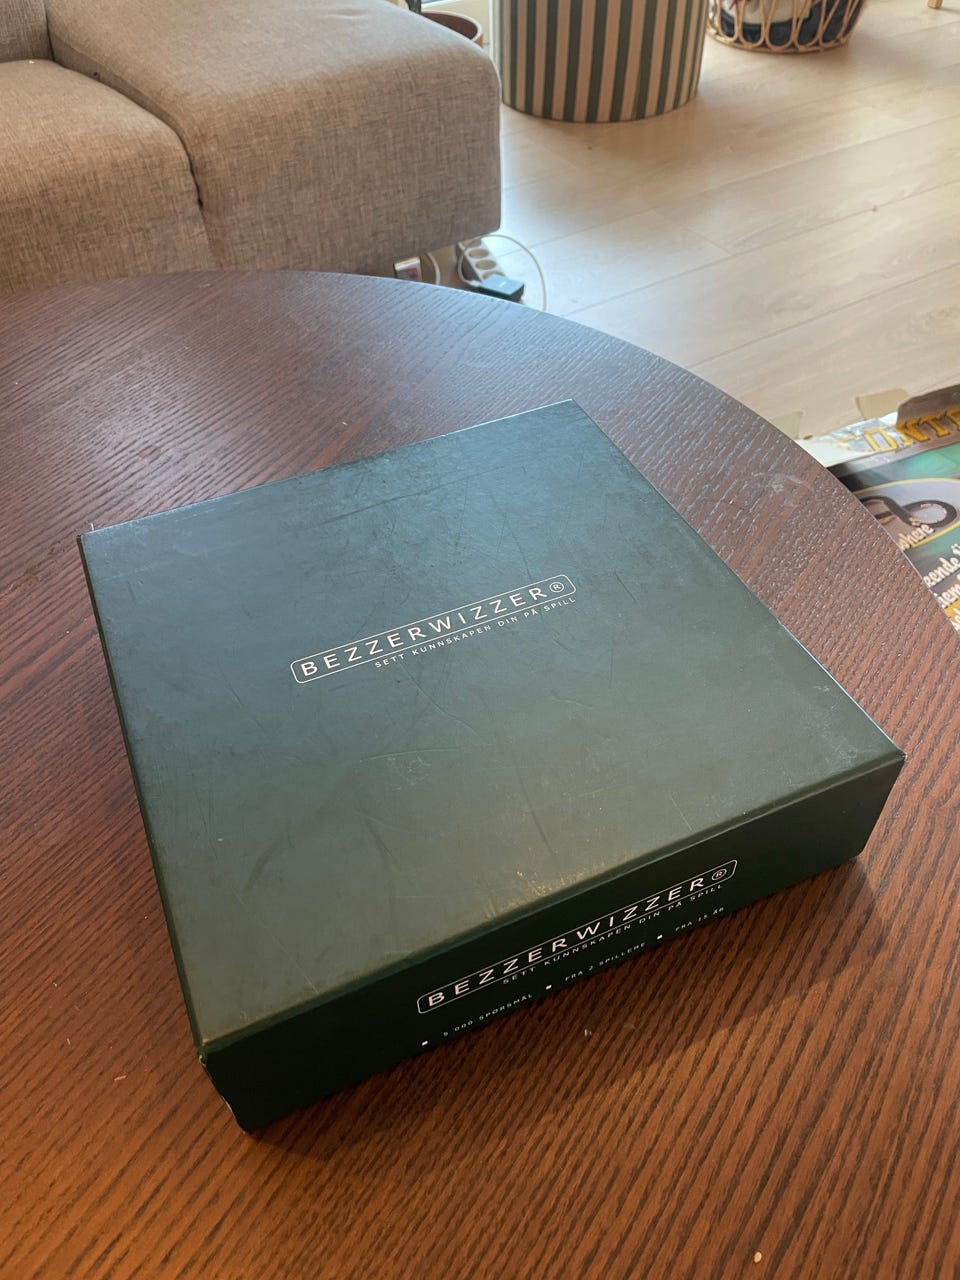 BEZZERWIZZER®
SETT KUNNSKAPEN DIN PÅ SPILL
BEZZERWIZZER®
SETT KUNNSKAPEN DIN PÅ SPILL
▪ 5 000 SPØRSMÅL ▪ FRA 2 SPILLERE ▪ FRA 15 ÅR